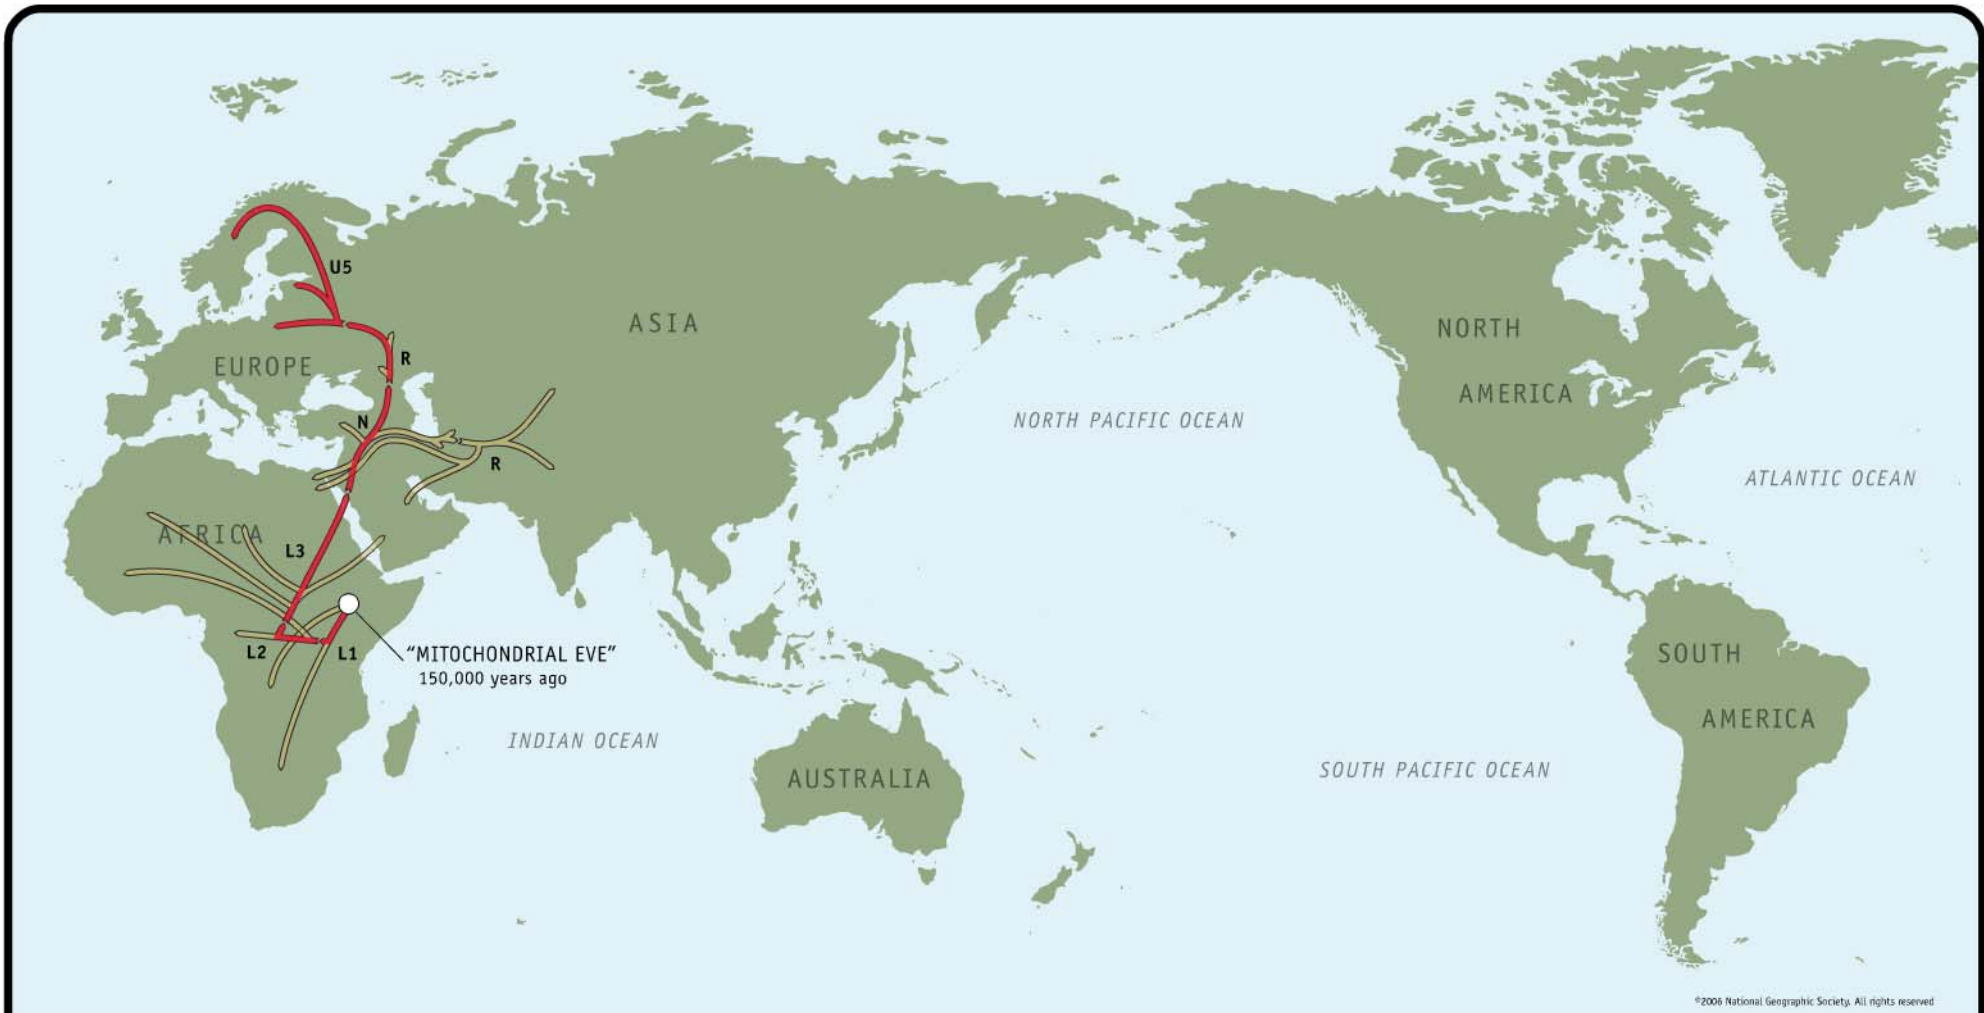 U5
ASIA
NORTH
EUROPE
R
AMERICA
N
NORTH PACIFIC OCEAN
R
ATLANTIC OCEAN
AFRICA
L3
L2
L1
"MITOCHONDRIAL EVE"
150,000 years ago
SOUTH
AMERICA
INDIAN OCEAN
AUSTRALIA
SOUTH PACIFIC OCEAN
©2006 National Geographic Society. All rights reserved